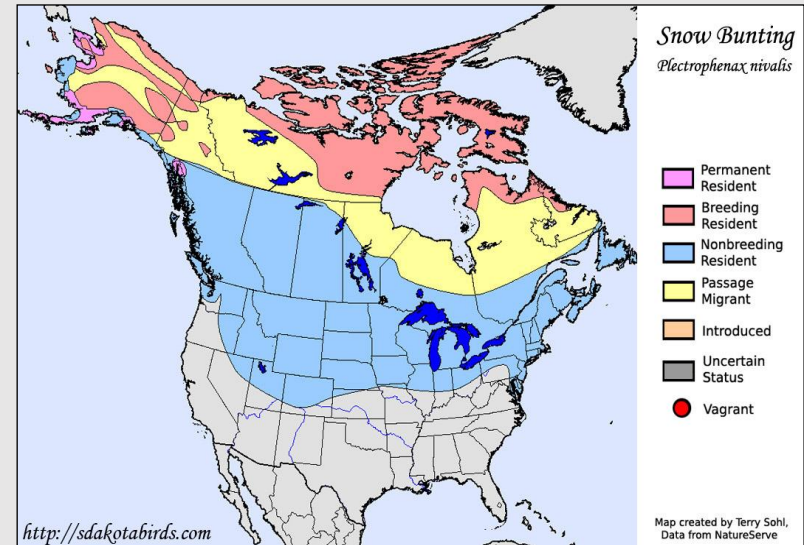 Snow Bunting
Plectrophenax nivalis
Permanent
Resident
Breeding
Resident
Nonbreeding
Resident
Passage
Migrant
Introduced
Uncertain
Status
Vagrant
http://sdakotabirds.com
Map created by Terry Sohl,
Data from NatureServe